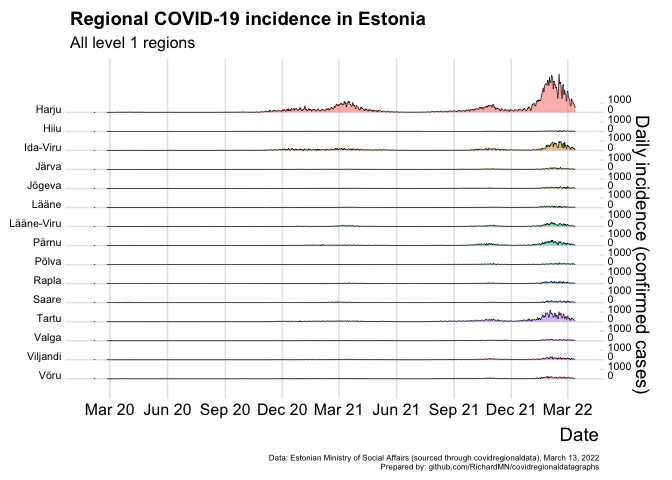 Regional COVID-19 incidence in Estonia
All level 1 regions
Harju
Hiiu
Ida-Viru
Järva
Jõgeva
Lääne
Lääne-Viru
Pärnu
Põlva
Rapla
Saare
Tartu
Valga
Viljandi
Võru
1000
0
1000
0
1000
0
1000
0
1000
0
1000
0
1000
0
1000
0
1000
0
1000
0
1000
0
1000
0
1000
0
1000
0
1000
0
Daily incidence (confirmed cases)
Mar 20 Jun 20 Sep 20 Dec 20 Mar 21 Jun 21 Sep 21 Dec 21 Mar 22
Date
Data: Estonian Ministry of Social Affairs (sourced through covidregionaldata), March 13, 2022
Prepared by: github.com/RichardMN/covidregionaldatagraphs